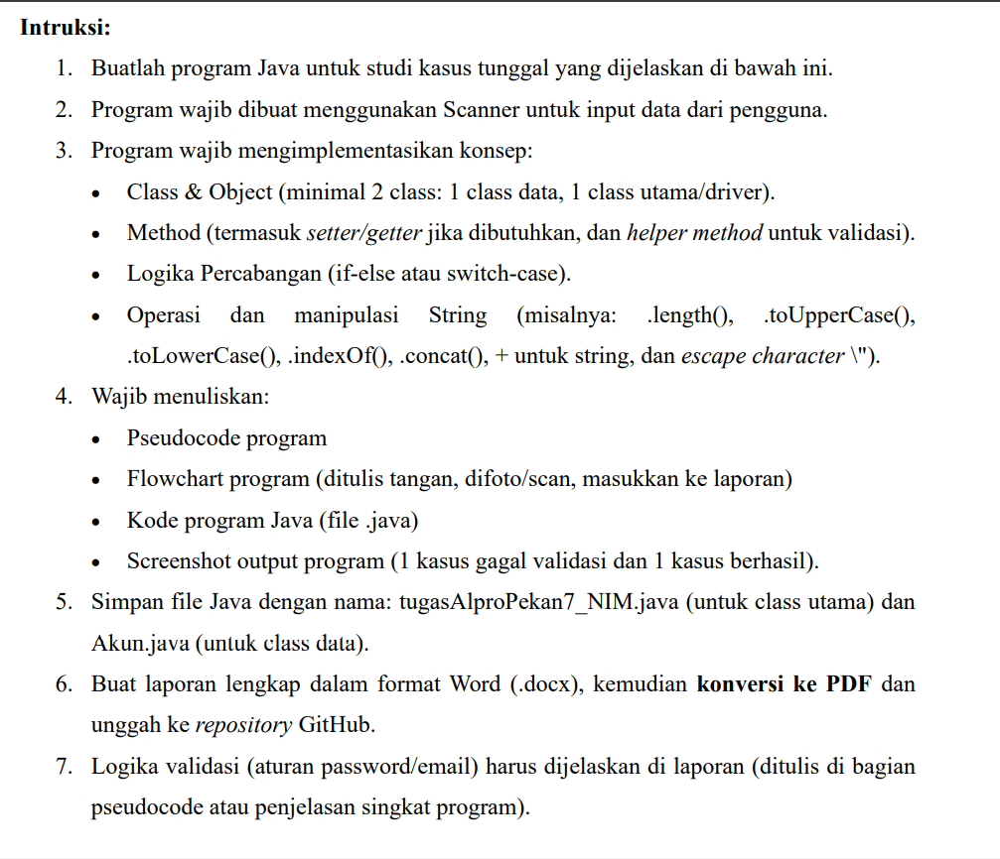 Intruksi:
1. Buatlah program Java untuk studi kasus tunggal yang dijelaskan di bawah ini.
2. Program wajib dibuat menggunakan Scanner untuk input data dari pengguna.
3. Program wajib mengimplementasikan konsep:
• Class & Object (minimal 2 class: 1 class data, 1 class utama/driver).
• Method (termasuk setter/getter jika dibutuhkan, dan helper method untuk validasi).
• Logika Percabangan (if-else atau switch-case).
• Operasi dan manipulasi String (misalnya: .length(), .toUpperCase(),
.toLowerCase(), .indexOf(), .concat(), + untuk string, dan escape character \").
4. Wajib menuliskan:
• Pseudocode program
• Flowchart program (ditulis tangan, difoto/scan, masukkan ke laporan)
• Kode program Java (file .java)
• Screenshot output program (1 kasus gagal validasi dan 1 kasus berhasil).
5. Simpan file Java dengan nama: tugasAlproPekan7_NIM.java (untuk class utama) dan
Akun.java (untuk class data).
6. Buat laporan lengkap dalam format Word (.docx), kemudian konversi ke PDF dan
unggah ke repository GitHub.
7. Logika validasi (aturan password/email) harus dijelaskan di laporan (ditulis di bagian
pseudocode atau penjelasan singkat program).